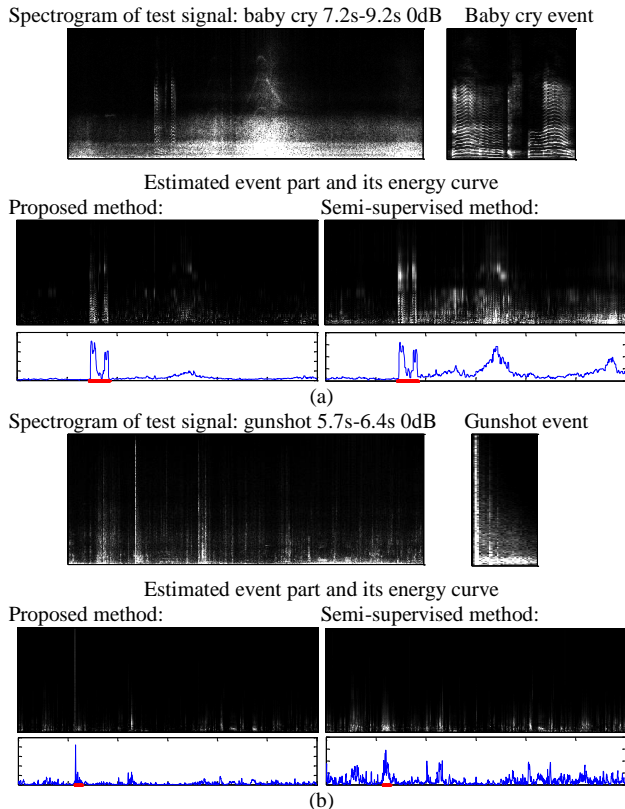 Spectrogram of test signal: baby cry 7.2s-9.2s 0dB Baby cry event
Estimated event part and its energy curve
Proposed method: Semi-supervised method:
(a)
Spectrogram of test signal: gunshot 5.7s-6.4s 0dB Gunshot event
Estimated event part and its energy curve
Proposed method: Semi-supervised method:
(b)